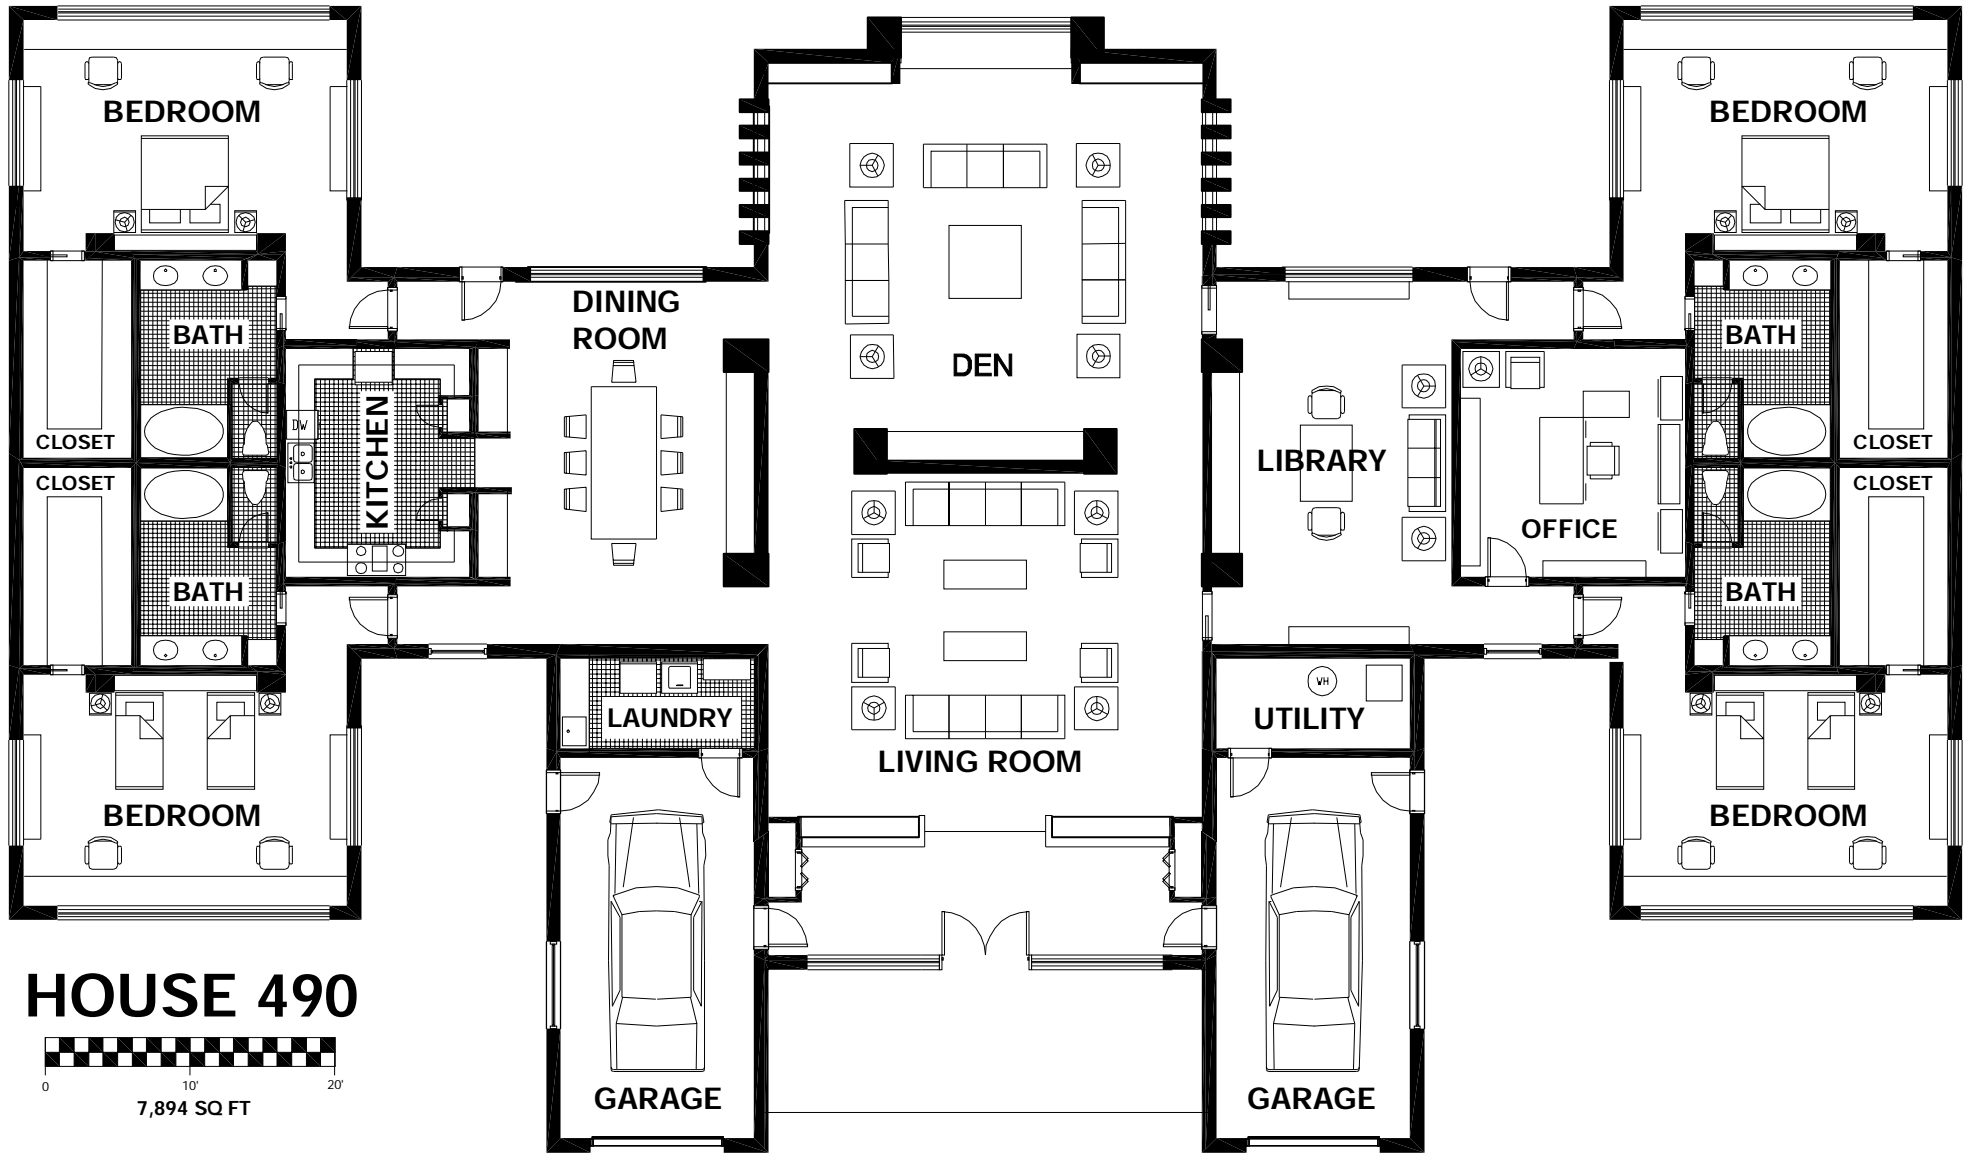 BEDROOM
BEDROOM
DINING
ROOM
BATH
BATH
DEN
CLOSET
DW
KITCHEN
LIBRARY
CLOSET
CLOSET
CLOSET
OFFICE
BATH
BATH
LAUNDRY
WH
UTILITY
LIVING ROOM
BEDROOM
BEDROOM
HOUSE 490
0
10'
20'
7,894 SQ FT
GARAGE
GARAGE